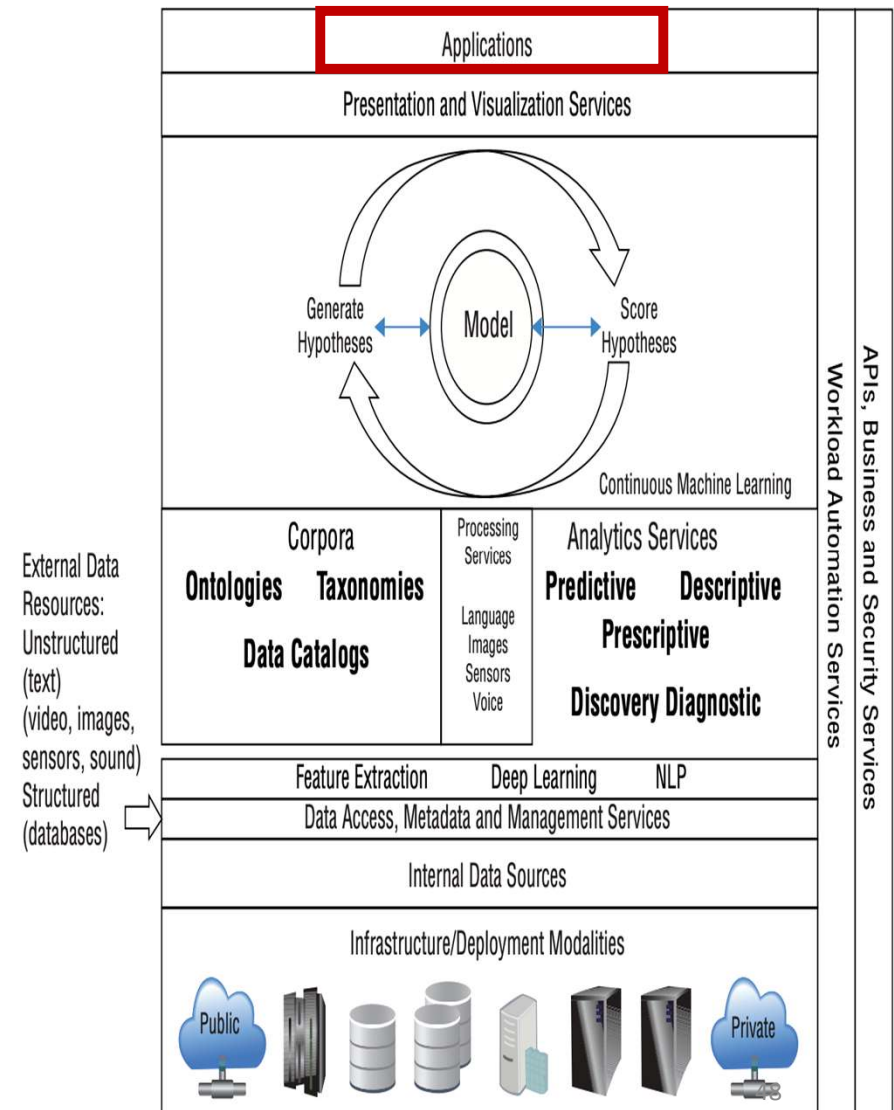 Applications
Presentation and Visualization Services
Generate
Hypotheses
Model
Score
Hypotheses
Continuous Machine Learning
Corpora
Ontologies Taxonomies
Data Catalogs
Processing
Services
Language
Images
Sensors
Voice
Analytics Services
Predictive Descriptive
Prescriptive
Discovery Diagnostic
External Data
Resources:
Unstructured
(text)
(video, images,
sensors, sound)
Structured
(databases)
Feature Extraction Deep Learning NLP
Data Access, Metadata and Management Services
Internal Data Sources
Infrastructure/Deployment Modalities
Public
Private
48
Workload Automation Services
APIs, Business and Security Services